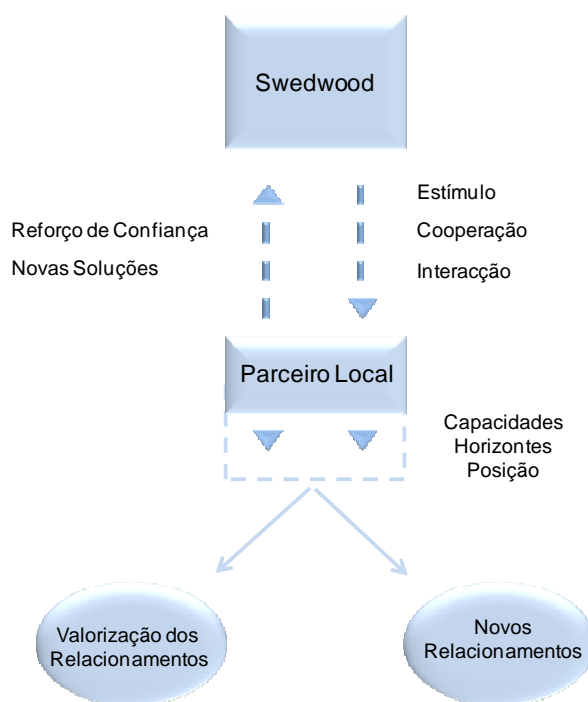 Swedwood
Reforço de Confiança
Novas Soluções
Estímulo
Cooperação
Interacção
Parceiro Local
Capacidades
Horizontes
Posição
Valorização dos
Relacionamentos
Novos
Relacionamentos